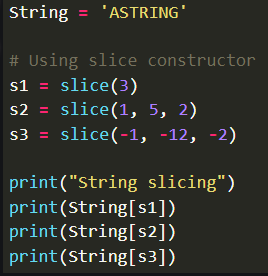 String = 'ASTRING'
# Using slice constructor
s1 = slice(3)
s2 = slice(1, 5, 2)
s3 = slice(-1, -12, -2)
print("String slicing")
print(String[s1])
print(String[s2])
print(String[s3])